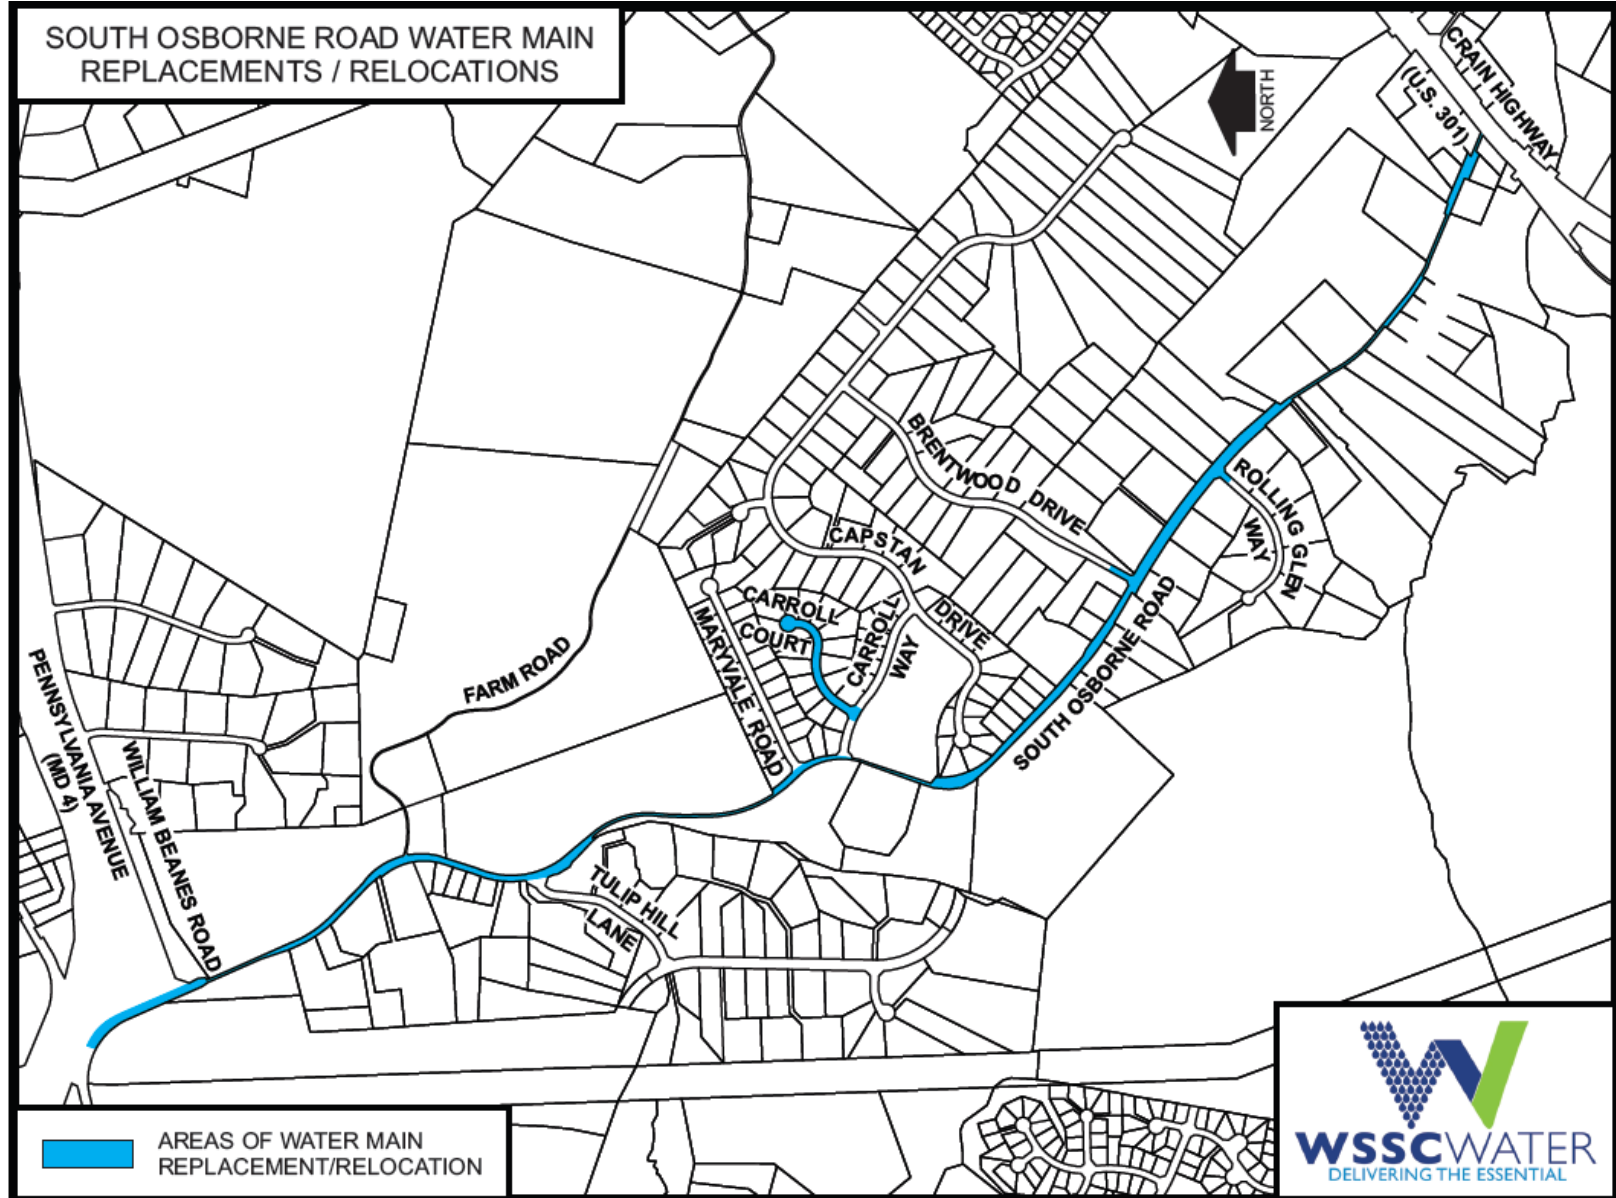 SOUTH OSBORNE ROAD WATER MAIN
REPLACEMENTS / RELOCATIONS
CRAIN HIGHWAY
(U.S. 301)
NORTH
BRENTWOOD DRIVE
ROLLING GLEN
WAY
CAPSTAN
DRIVE
CARROLL
COURT
CARROLL
WAY
MARYVALE ROAD
SOUTH OSBORNE ROAD
FARM ROAD
PENNSYLVANIA AVENUE
(MD 4)
WILLIAM BEANES ROAD
TULIP HILL
LANE
AREAS OF WATER MAIN
REPLACEMENT/RELOCATION
WSSCWATER
DELIVERING THE ESSENTIAL